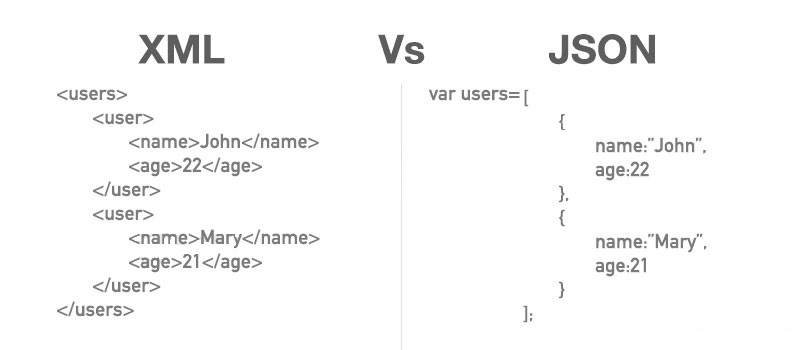 XML Vs JSON
<users>
<user>
<name>John</name>
<age>22</age>
</user>
<user>
<name>Mary</name>
<age>21</age>
</user>
</users>
var users= [
{
name:”John”,
age:22
},
{
name:”Mary”,
age:21
}
];